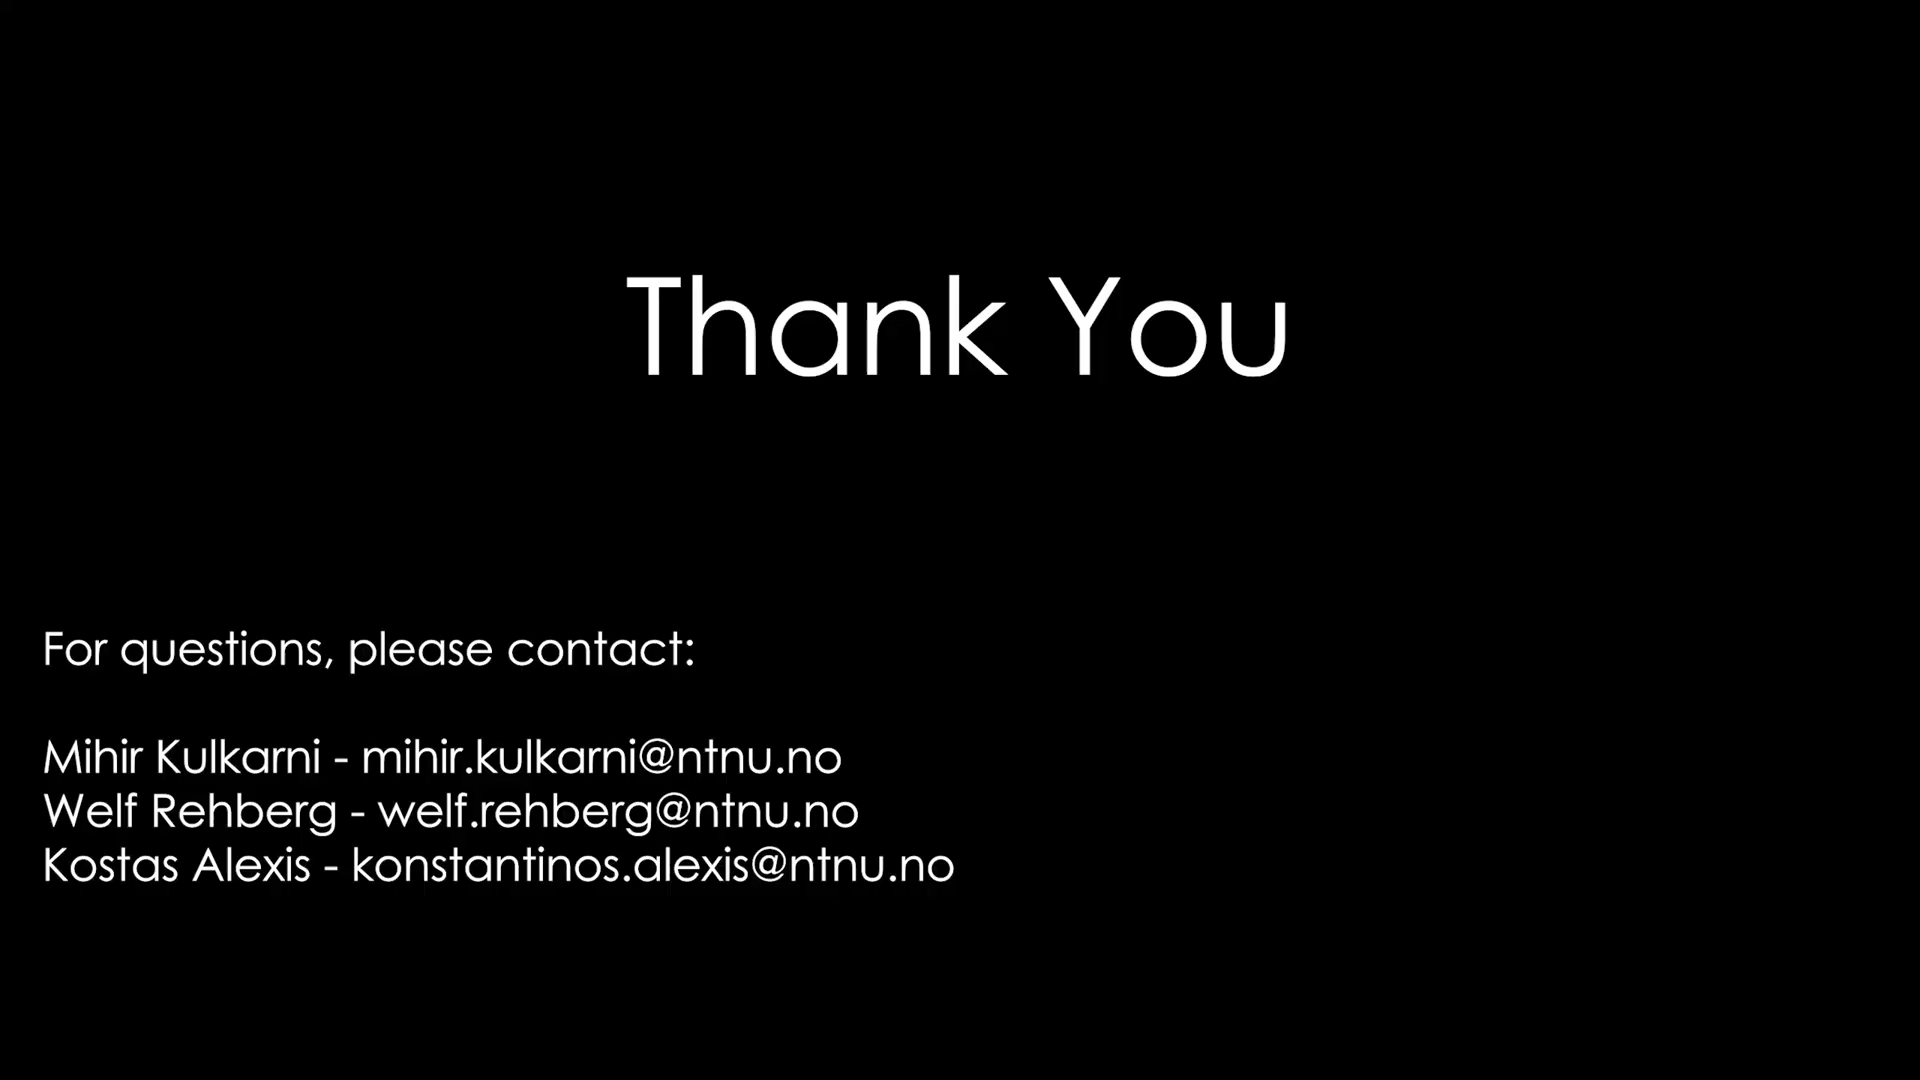 Thank You
For questions, please contact:
Mihir Kulkarni - mihir.kulkarni@ntnu.no
Welf Rehberg - welf.rehberg@ntnu.no
Kostas Alexis - konstantinos.alexis@ntnu.no